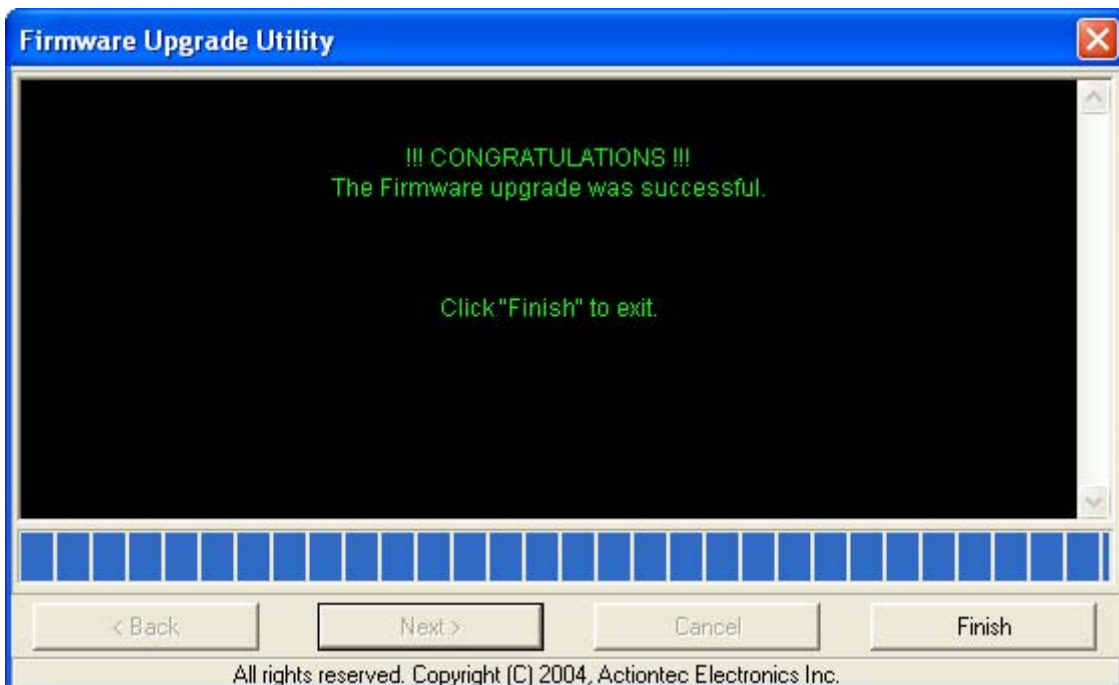 Firmware Upgrade Utility
!!! CONGRATULATIONS !!!
The Firmware upgrade was successful.
Click "Finish" to exit.
< Back
Next >
Cancel
Finish
All rights reserved. Copyright (C) 2004, Actiontec Electronics Inc.